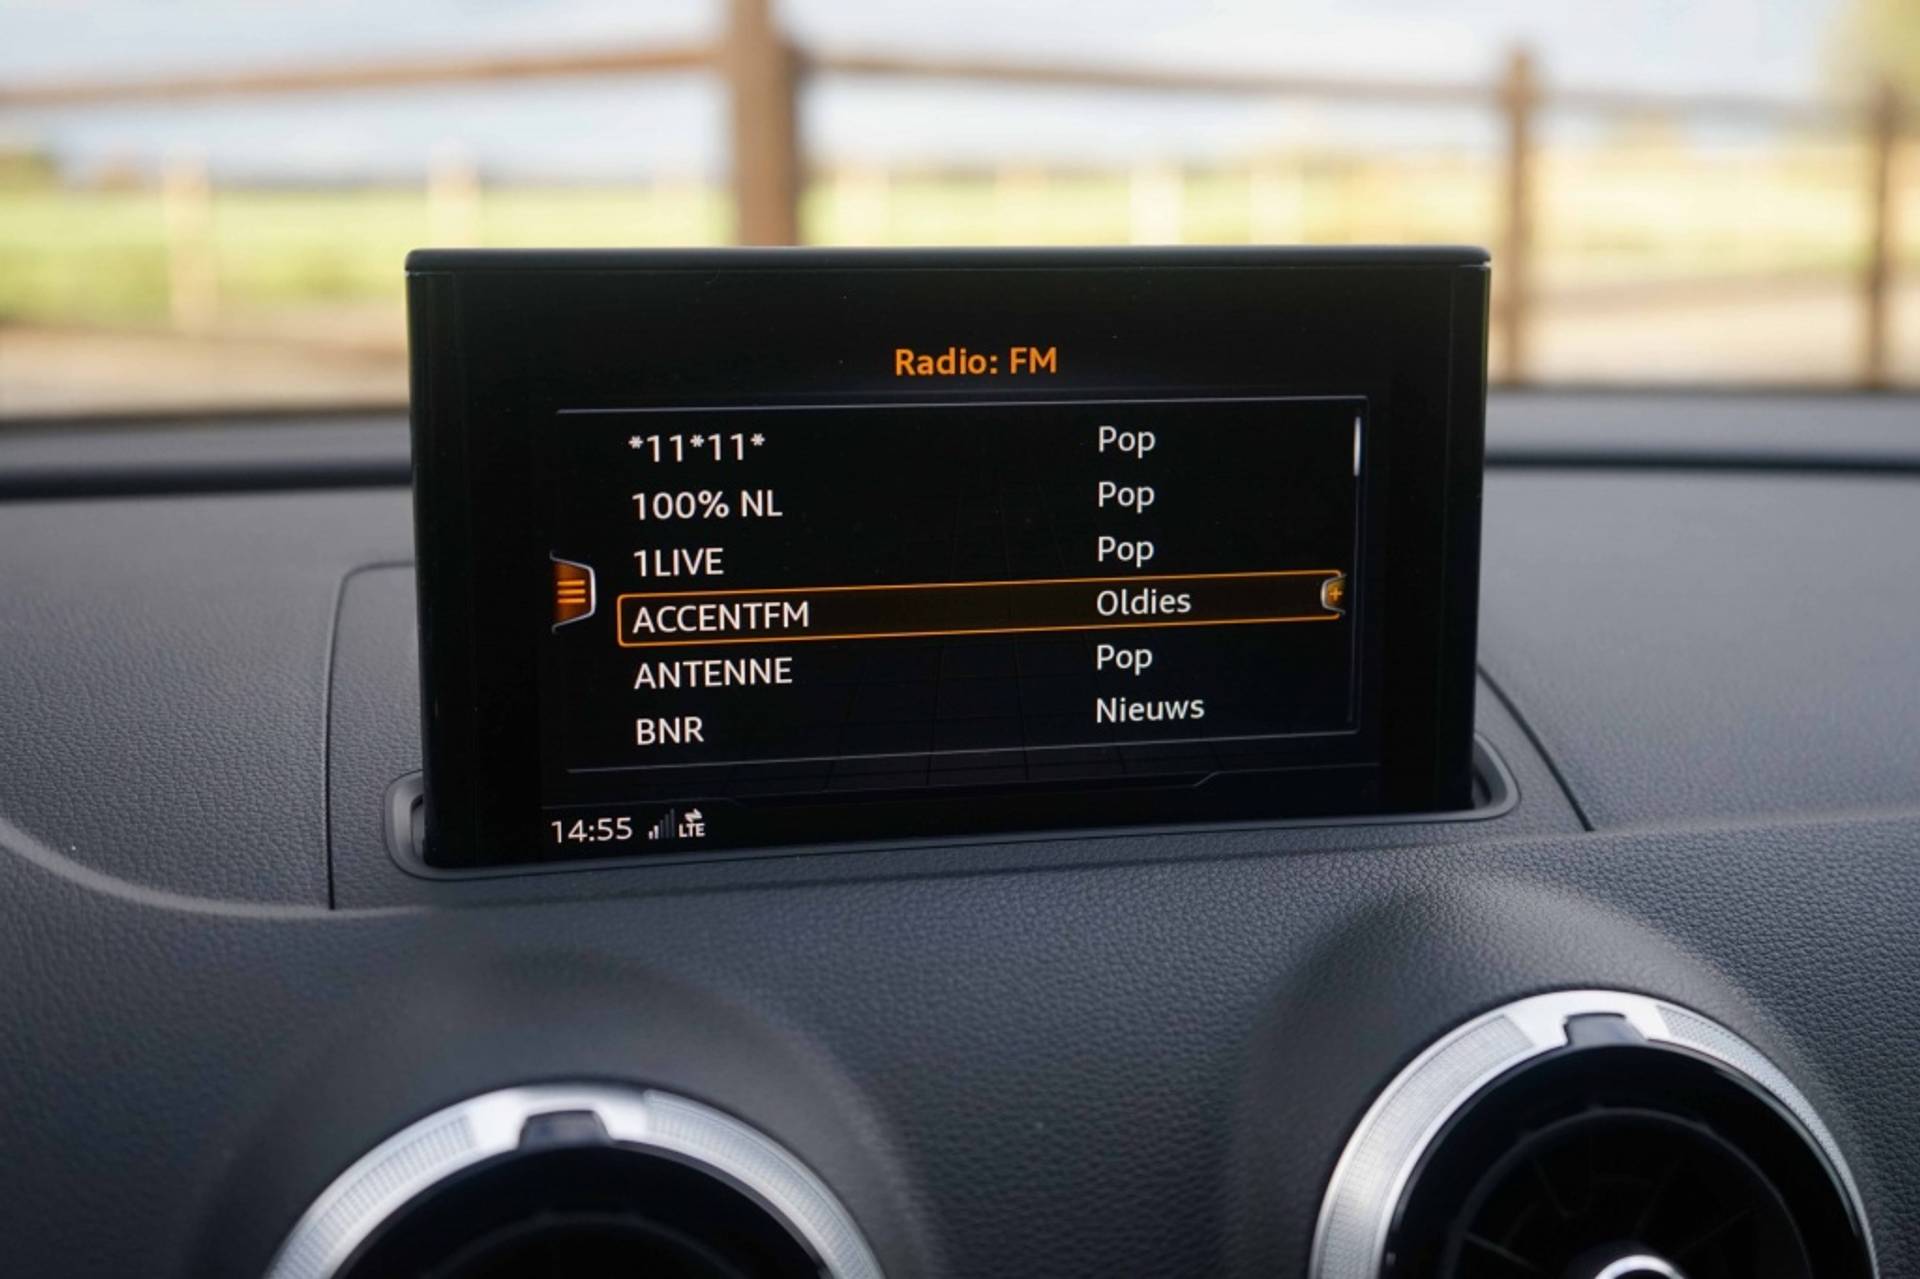 Radio: FM
*11*11* Pop
100% NL Pop
1LIVE Pop
ACCENTFM Oldies
ANTENNE Pop
BNR Nieuws
14:55 LTE